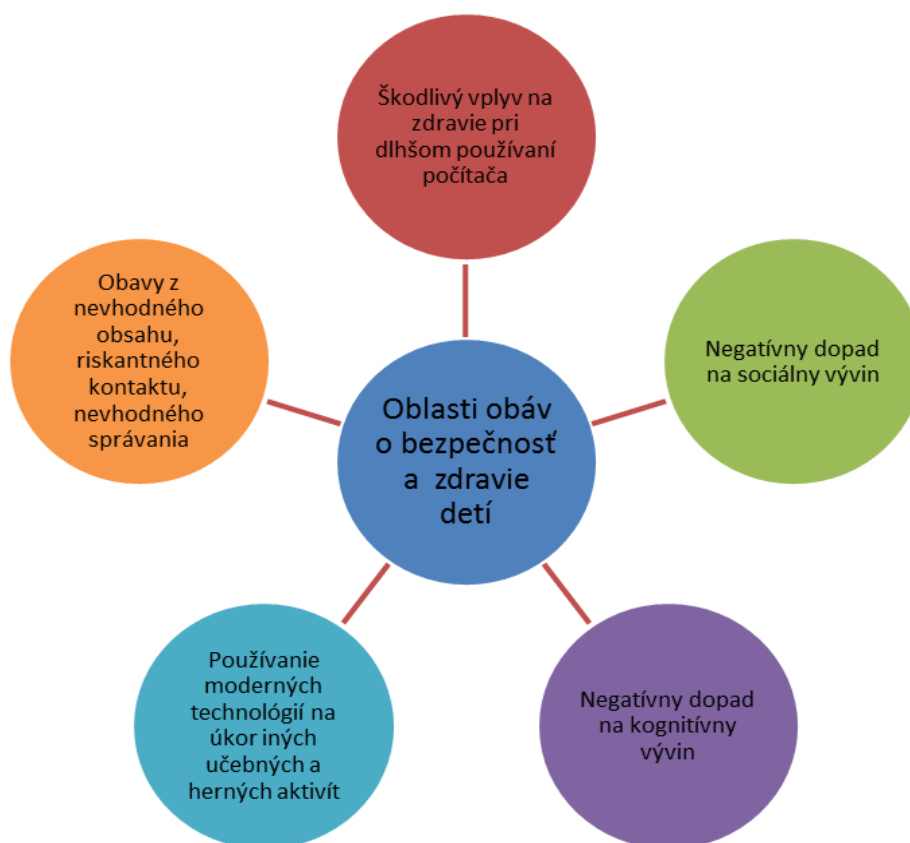 Škodlivý vplyv na
zdravie pri
dlhšom používaní
počítača
Obavy z
nevhodného
obsahu,
riskantného
kontaktu,
nevhodného
správania
Negatívny dopad
na sociálny vývin
Oblasti obáv
o bezpečnosť
a zdravie
detí
Používanie
moderných
technológií na
úkor iných
učebných a
herných aktivít
Negatívny dopad
na kognitívny
vývin